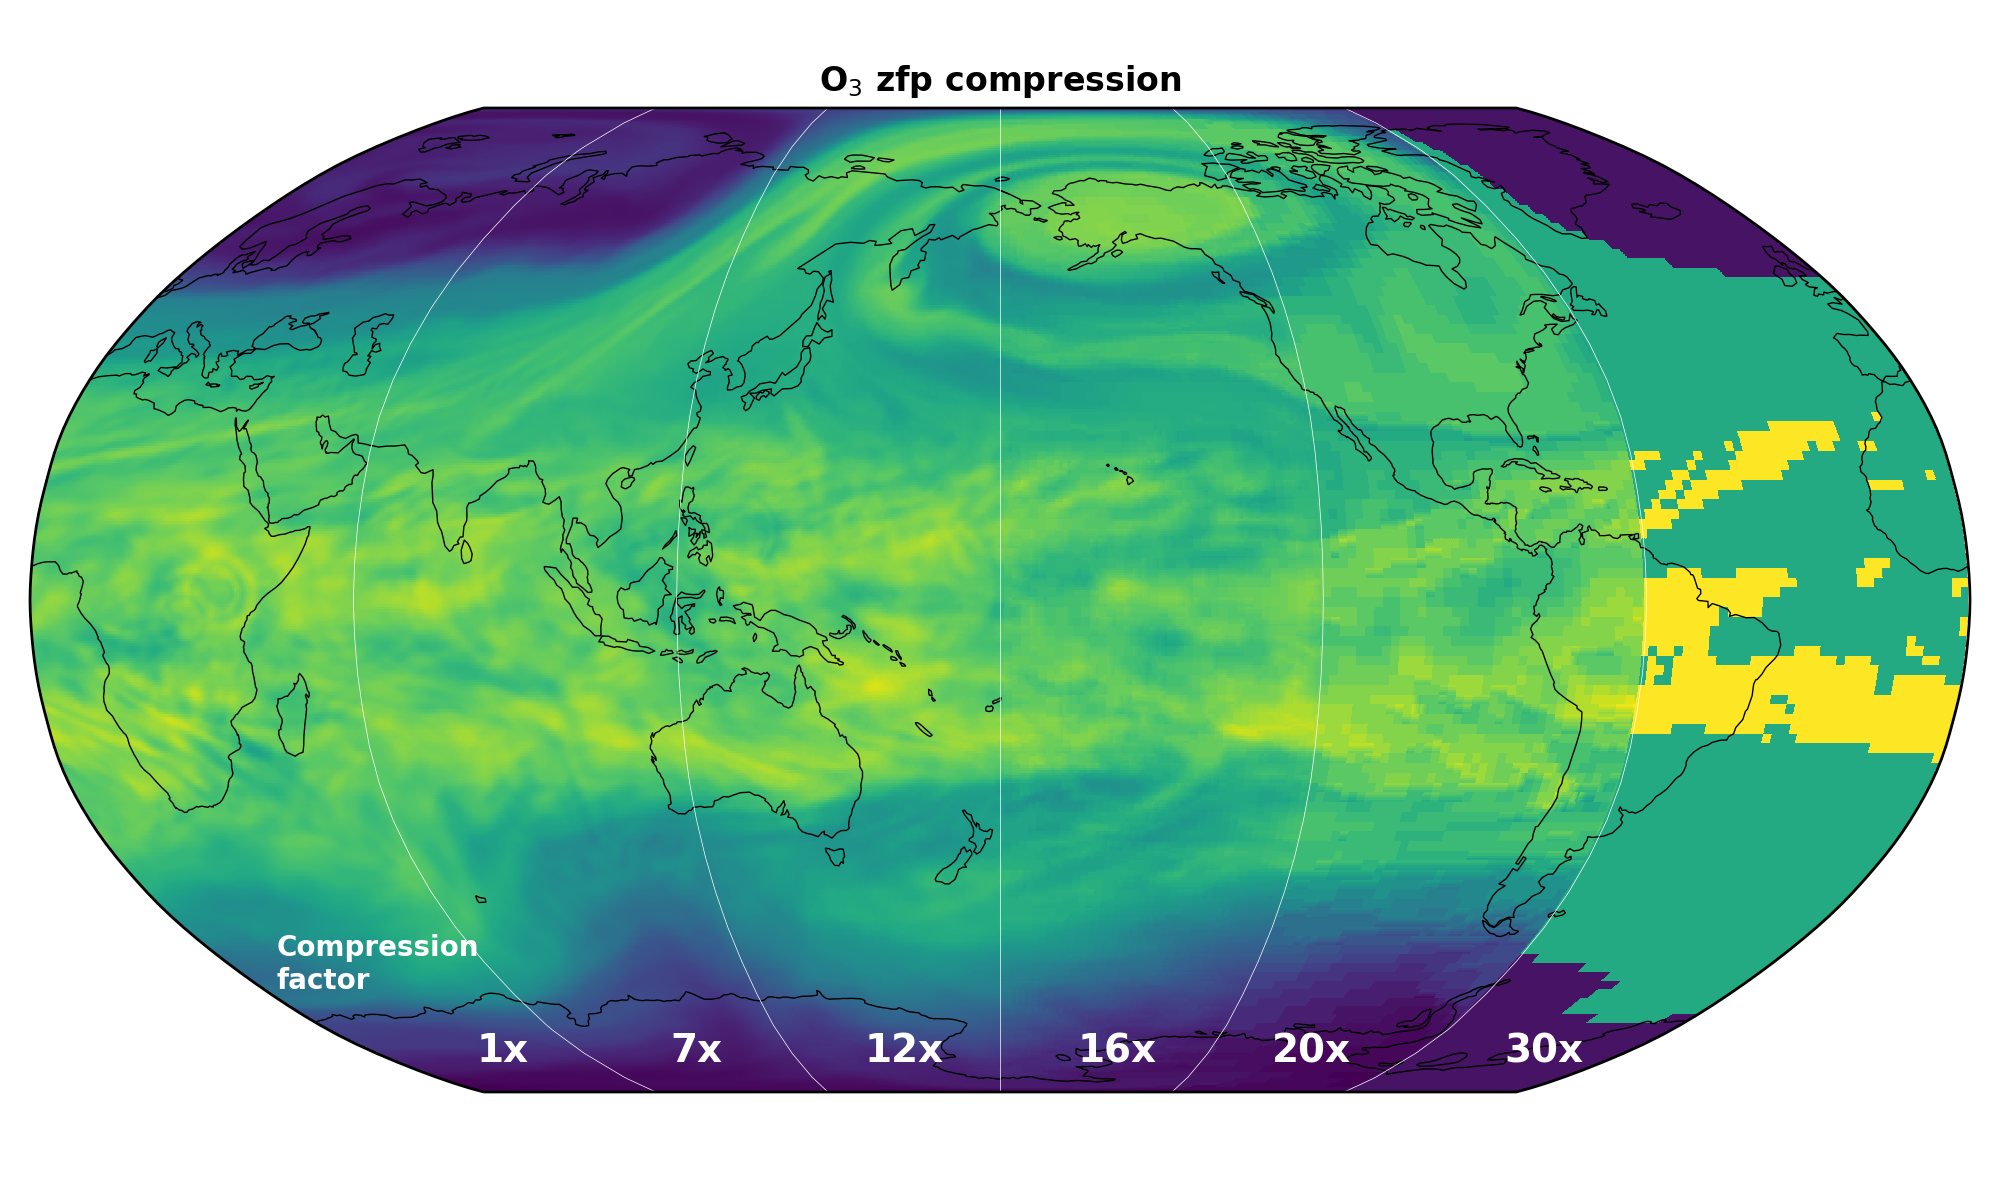 O₃ zfp compression
Compression
factor
1x 7x 12x 16x 20x 30x